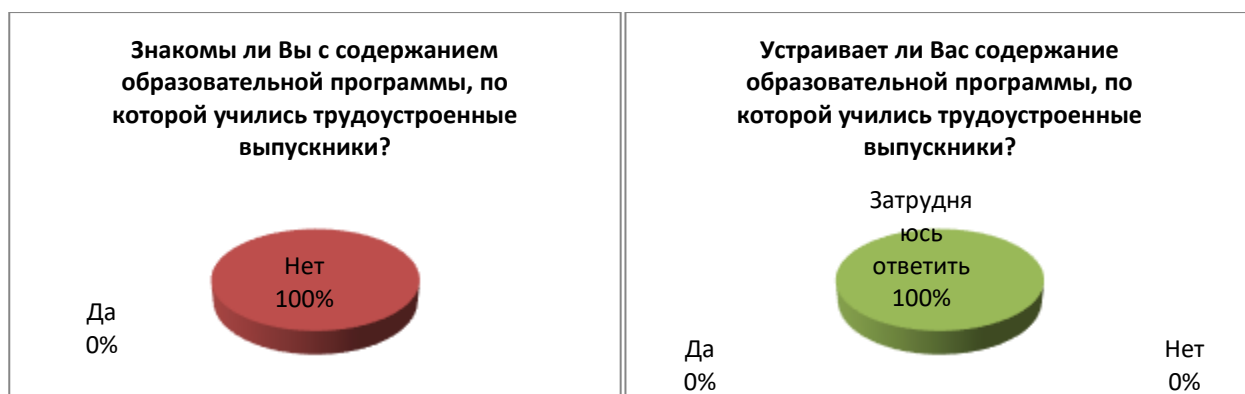 Знакомы ли Вы с содержанием
образовательной программы, по
которой учились трудоустроенные
выпускники?
Нет
100%
Да
0%
Устраивает ли Вас содержание
образовательной программы, по
которой учились трудоустроенные
выпускники?
Затрудня
юсь
ответить
100%
Да
0%
Нет
0%